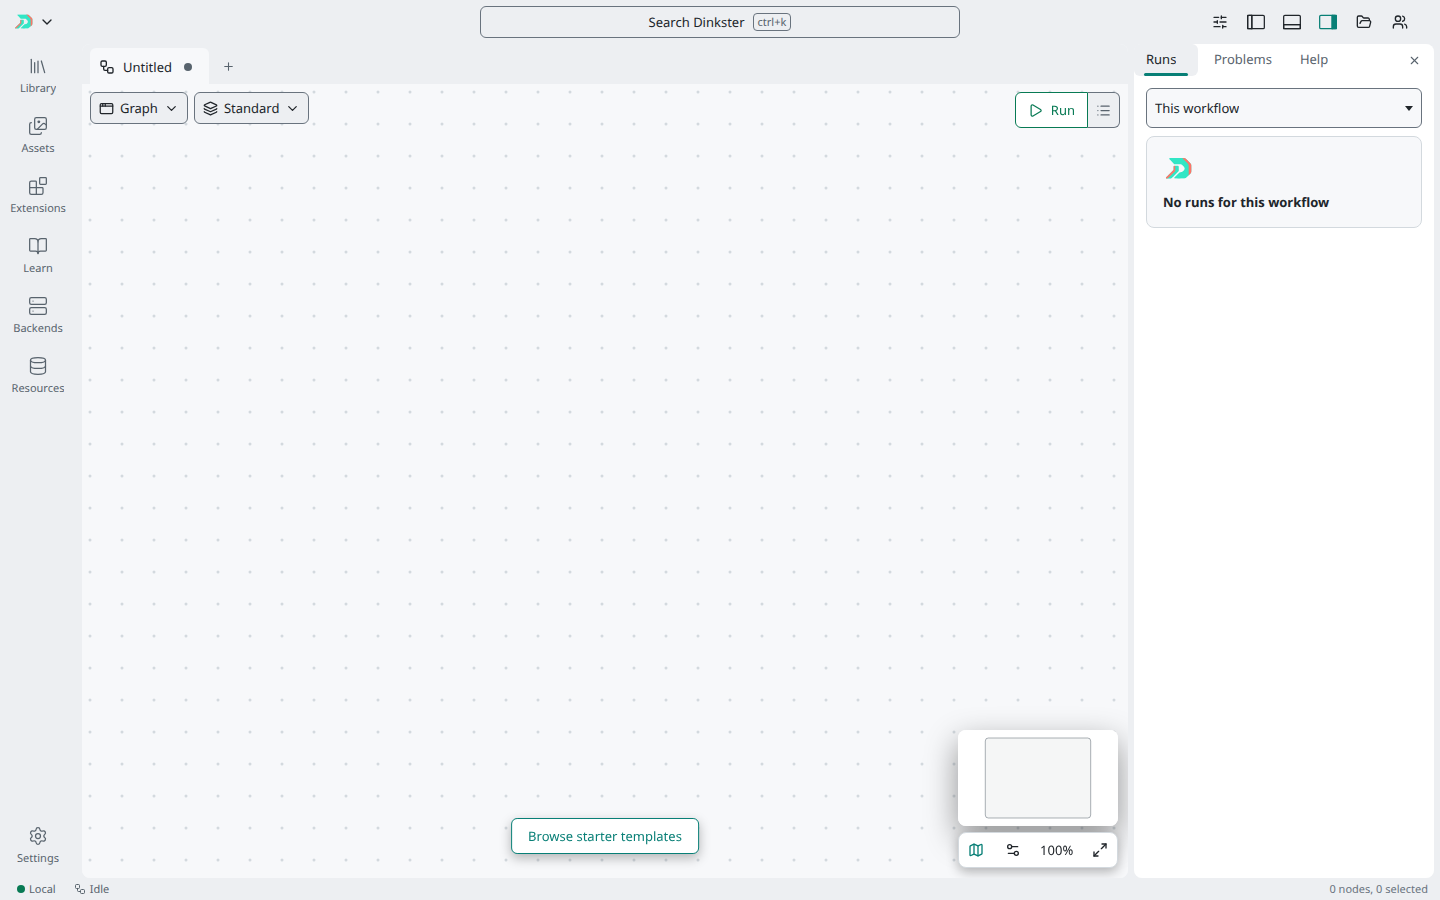 Search Dinkster ctrl+k
Library
Assets
Extensions
Learn
Backends
Resources
Settings
Untitled
Graph
Standard
Run
Browse starter templates
100%
Runs
Problems
Help
This workflow
No runs for this workflow
Local
Idle
0 nodes, 0 selected